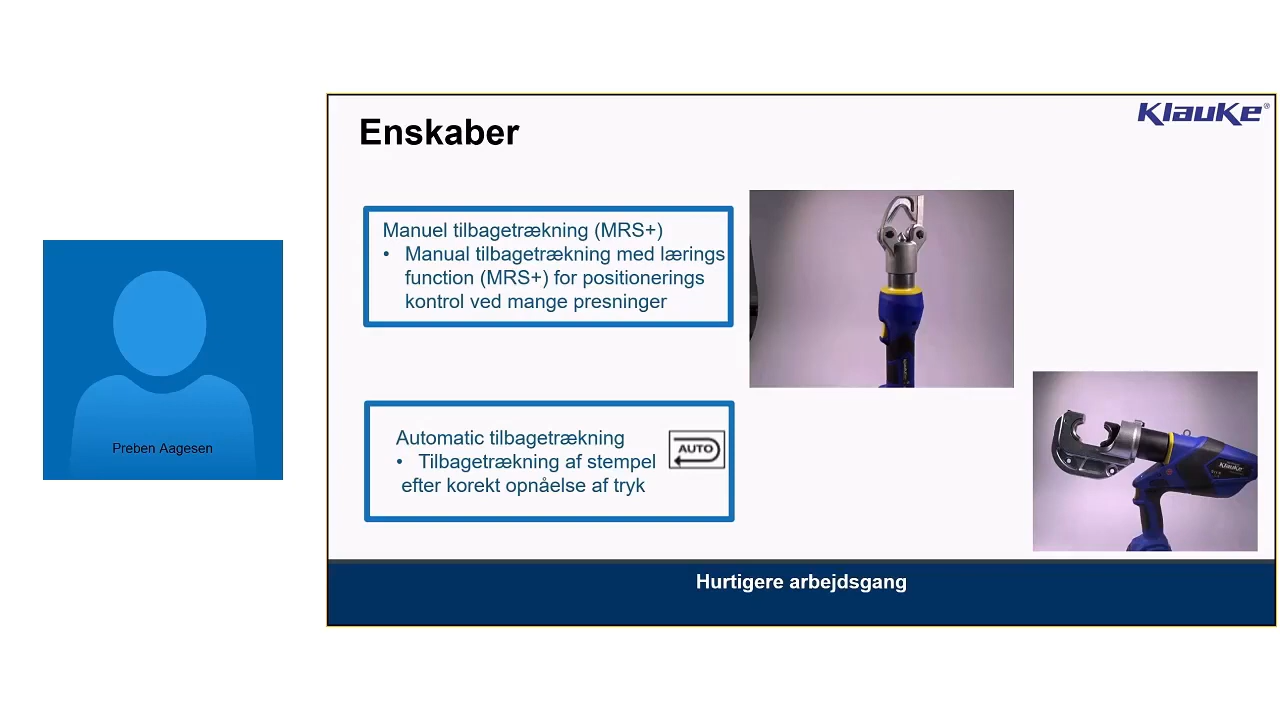 Klauke®
Enskaber
Manuel tilbagetrækning (MRS+)
• Manual tilbagetrækning med lærings
function (MRS+) for positionerings
kontrol ved mange presninger
Automatic tilbagetrækning
AUTO
• Tilbagetrækning af stempel
efter korekt opnåelse af tryk
Klauke
Preben Aagesen
Hurtigere arbejdsgang